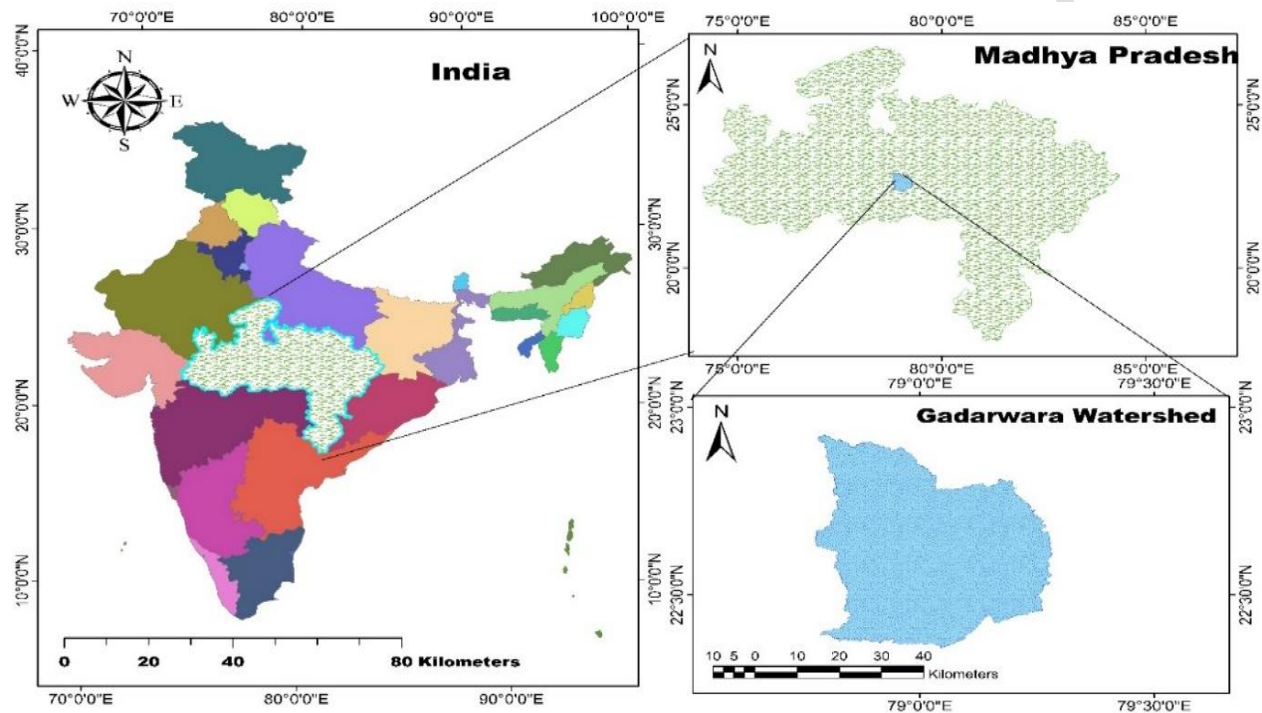 70°0'0"E 80°0'0"E 90°0'0"E 100°0'0"E
India
N
W E
S
40°0'0"N
30°0'0"N
20°0'0"N
10°0'0"N
30°0'0"N
20°0'0"N
10°0'0"N
0 20 40 80 Kilometers
70°0'0"E 80°0'0"E 90°0'0"E
75°0'0"E 80°0'0"E 85°0'0"E
N
Madhya Pradesh
25°0'0"N
20°0'0"N
25°0'0"N
20°0'0"N
75°0'0"E 80°0'0"E 85°0'0"E
79°0'0"E 79°30'0"E
N
Gadarwara Watershed
23°0'0"N
22°30'0"N
23°0'0"N
22°30'0"N
10 5 0 10 20 30 40
Kilometers
79°0'0"E 79°30'0"E